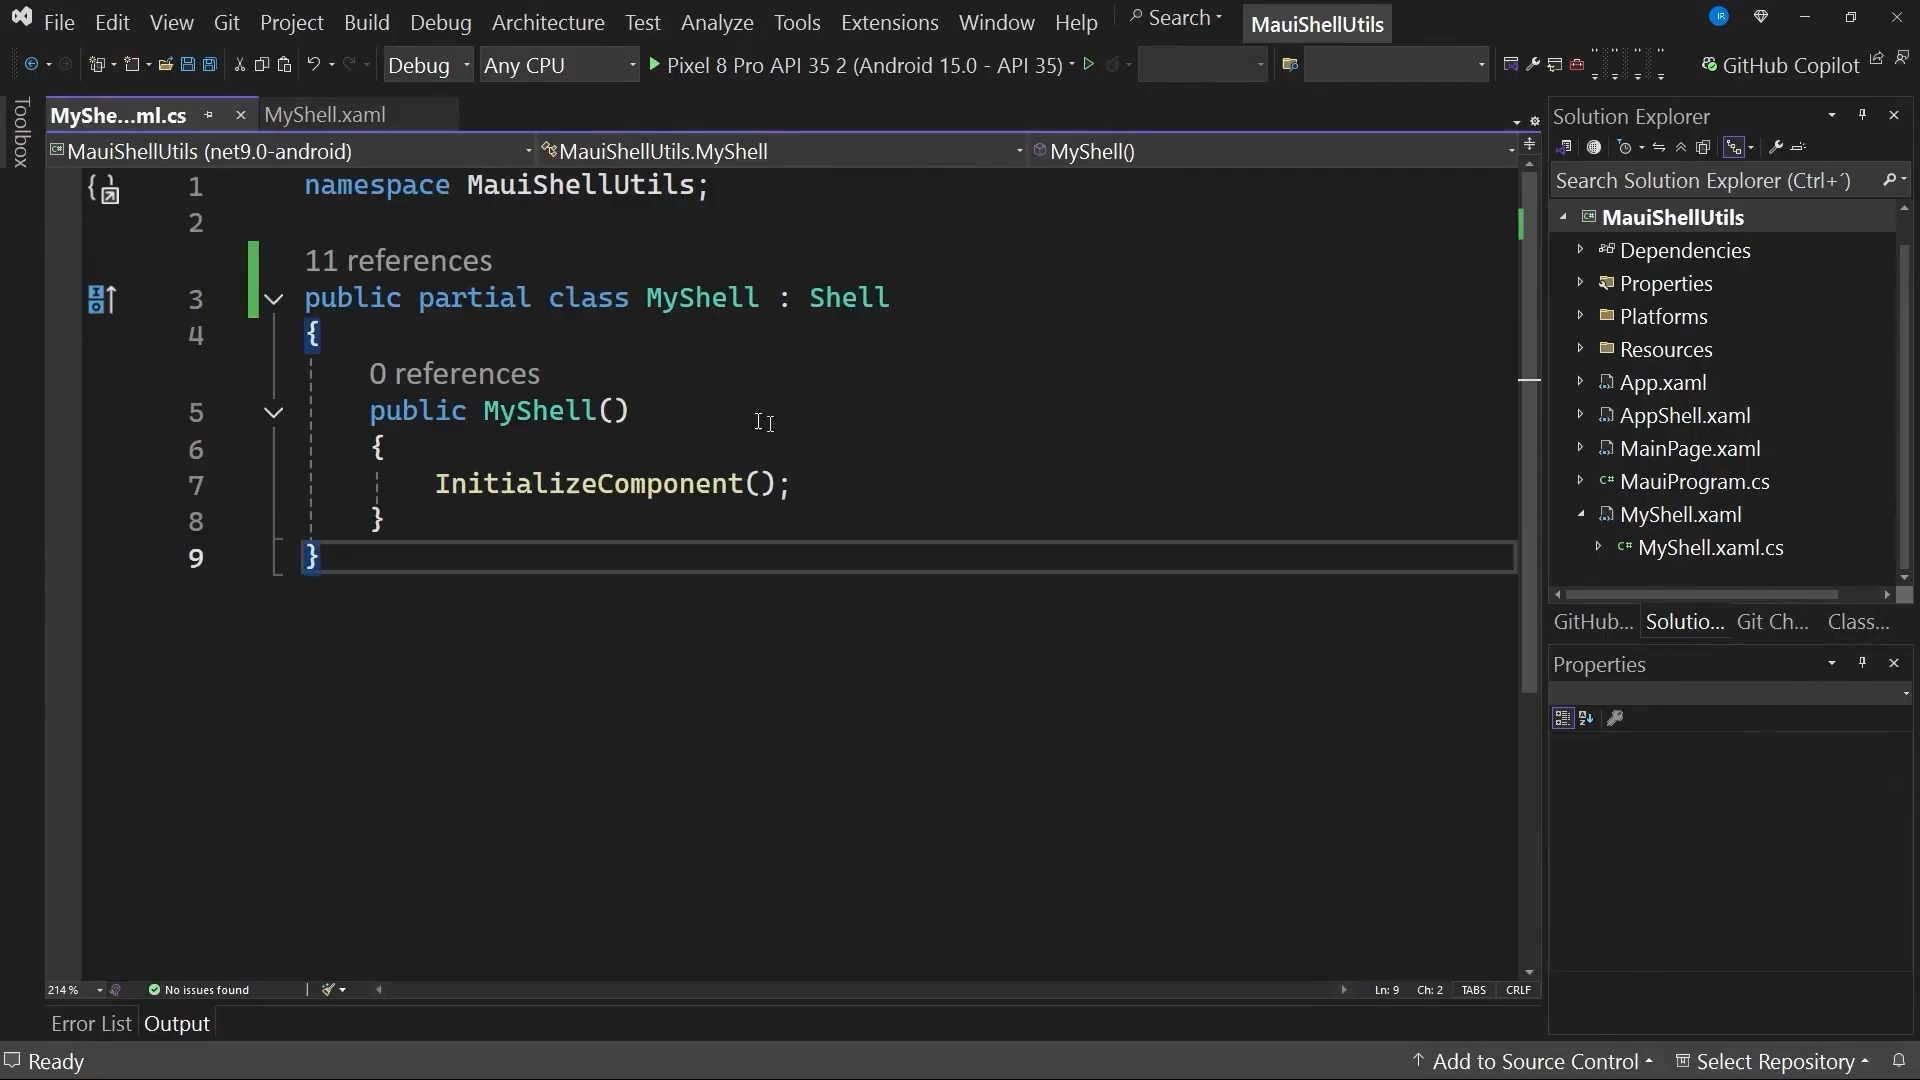 File Edit View Git Project Build Debug Architecture Test Analyze Tools Extensions Window Help Search MauiShellUtils
Debug Any CPU Pixel 8 Pro API 35 2 (Android 15.0 - API 35) GitHub Copilot
Toolbox
MyShe...ml.cs MyShell.xaml
MauiShellUtils (net9.0-android) MauiShellUtils.MyShell MyShell()
1 namespace MauiShellUtils;
2
11 references
3 public partial class MyShell : Shell
4 {
0 references
5 public MyShell()
6 {
7 InitializeComponent();
8 }
9 }
214 % No issues found Ln: 9 Ch: 2 TABS CRLF
Error List Output
Solution Explorer
Search Solution Explorer (Ctrl+´)
MauiShellUtils
Dependencies
Properties
Platforms
Resources
App.xaml
AppShell.xaml
MainPage.xaml
C# MauiProgram.cs
MyShell.xaml
C# MyShell.xaml.cs
GitHub... Solutio... Git Ch... Class...
Properties
Ready Add to Source Control Select Repository